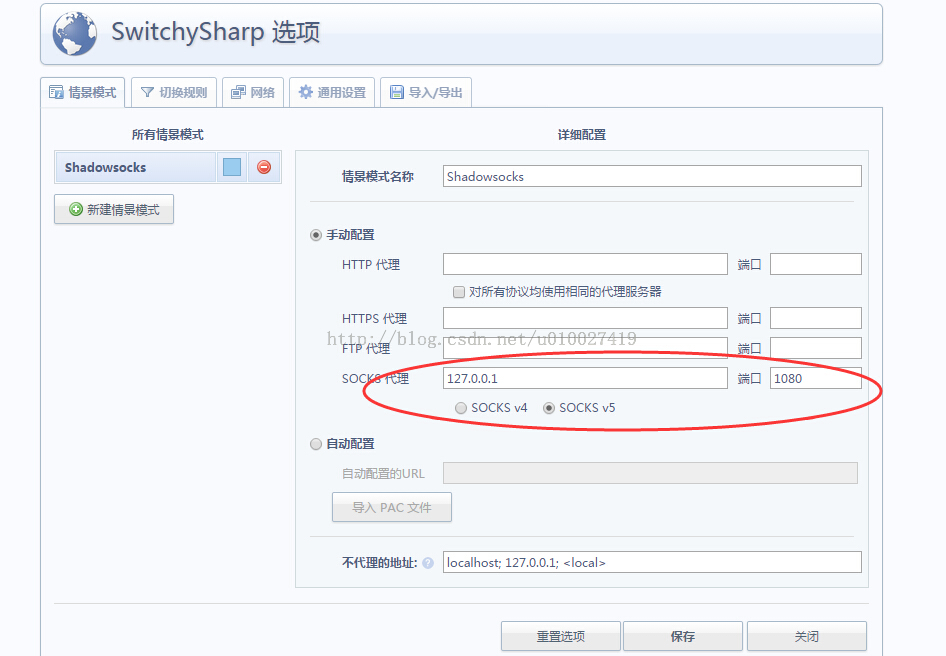 SwitchySharp 选项
情景模式 切换规则 网络 通用设置 导入/导出
所有情景模式
Shadowsocks
新建情景模式
详细配置
情景模式名称 Shadowsocks
手动配置
HTTP 代理 端口
对所有协议均使用相同的代理服务器
HTTPS 代理 端口
http://blog.csdn.net/u010027419
FTP 代理 端口
SOCKS 代理 127.0.0.1 端口 1080
SOCKS v4 SOCKS v5
自动配置
自动配置的URL
导入 PAC 文件
不代理的地址: ? localhost; 127.0.0.1; <local>
重置选项 保存 关闭